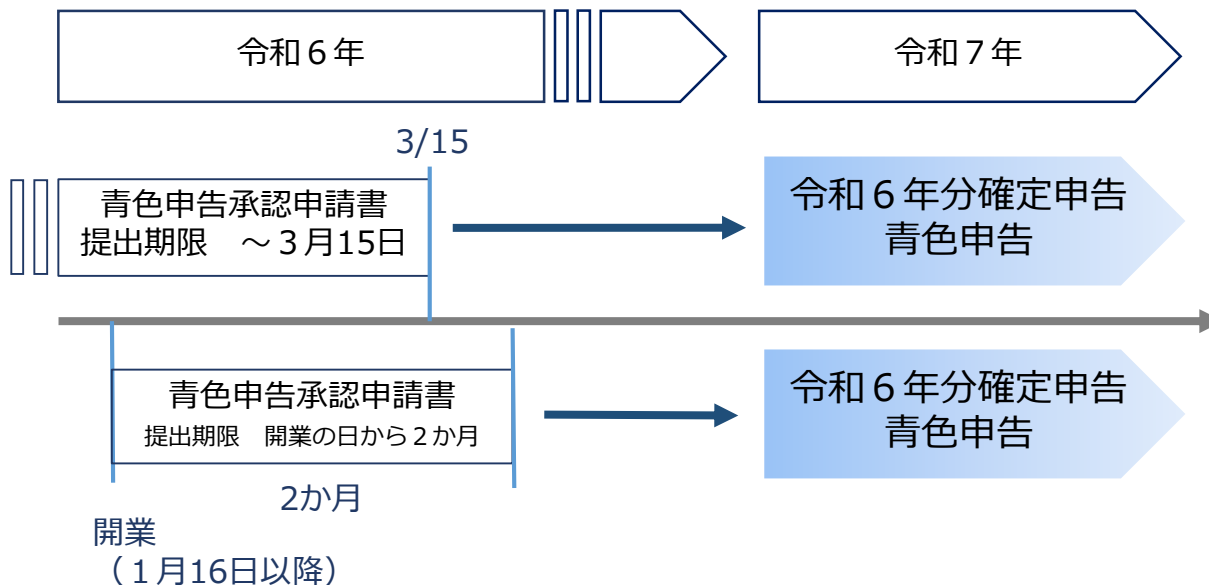 令和６年
令和７年
3/15
青色申告承認申請書
提出期限　～３月15日
令和６年分確定申告
青色申告
青色申告承認申請書
提出期限　開業の日から２か月
令和６年分確定申告
青色申告
2か月
開業
（１月16日以降）